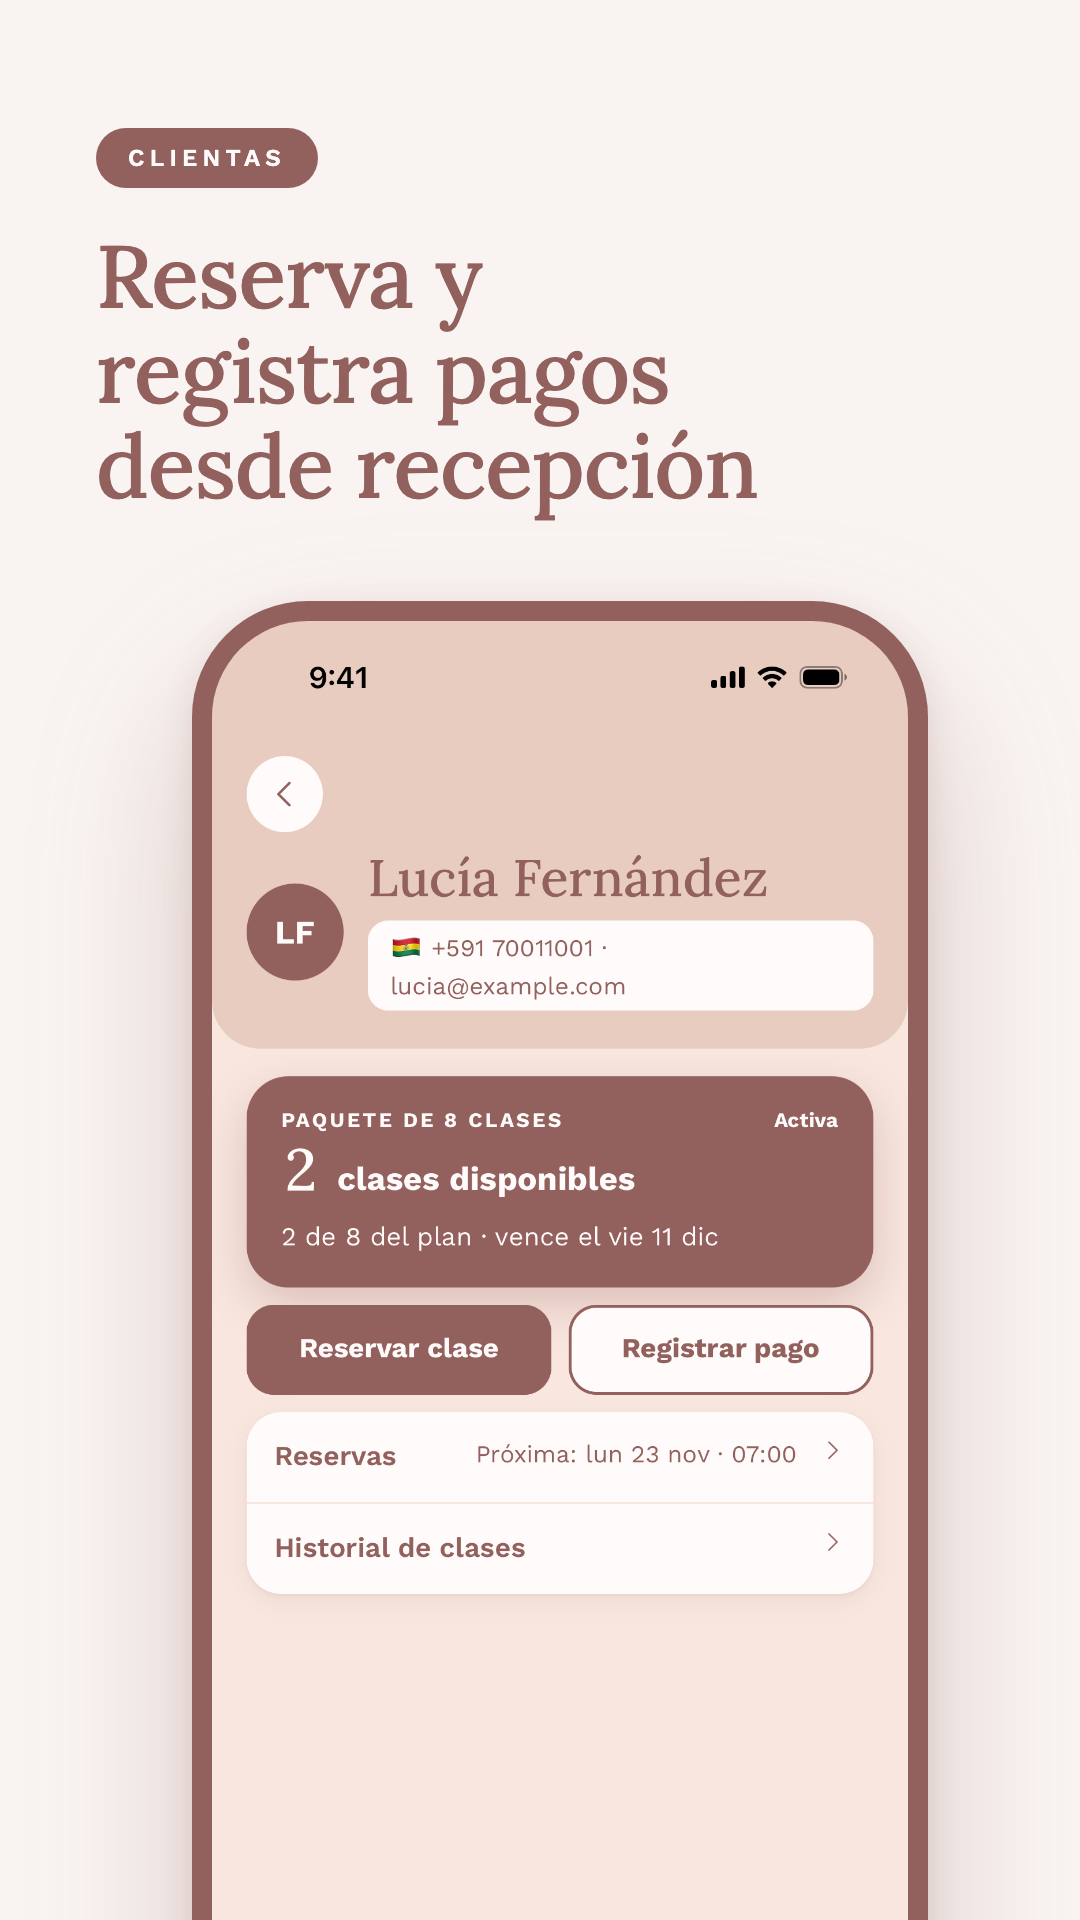 CLIENTAS
Reserva y
registra pagos
desde recepción
9:41
Lucía Fernández
LF
+591 70011001 ·
lucia@example.com
PAQUETE DE 8 CLASES
Activa
2 clases disponibles
2 de 8 del plan · vence el vie 11 dic
Reservar clase
Registrar pago
Reservas
Próxima: lun 23 nov · 07:00
Historial de clases